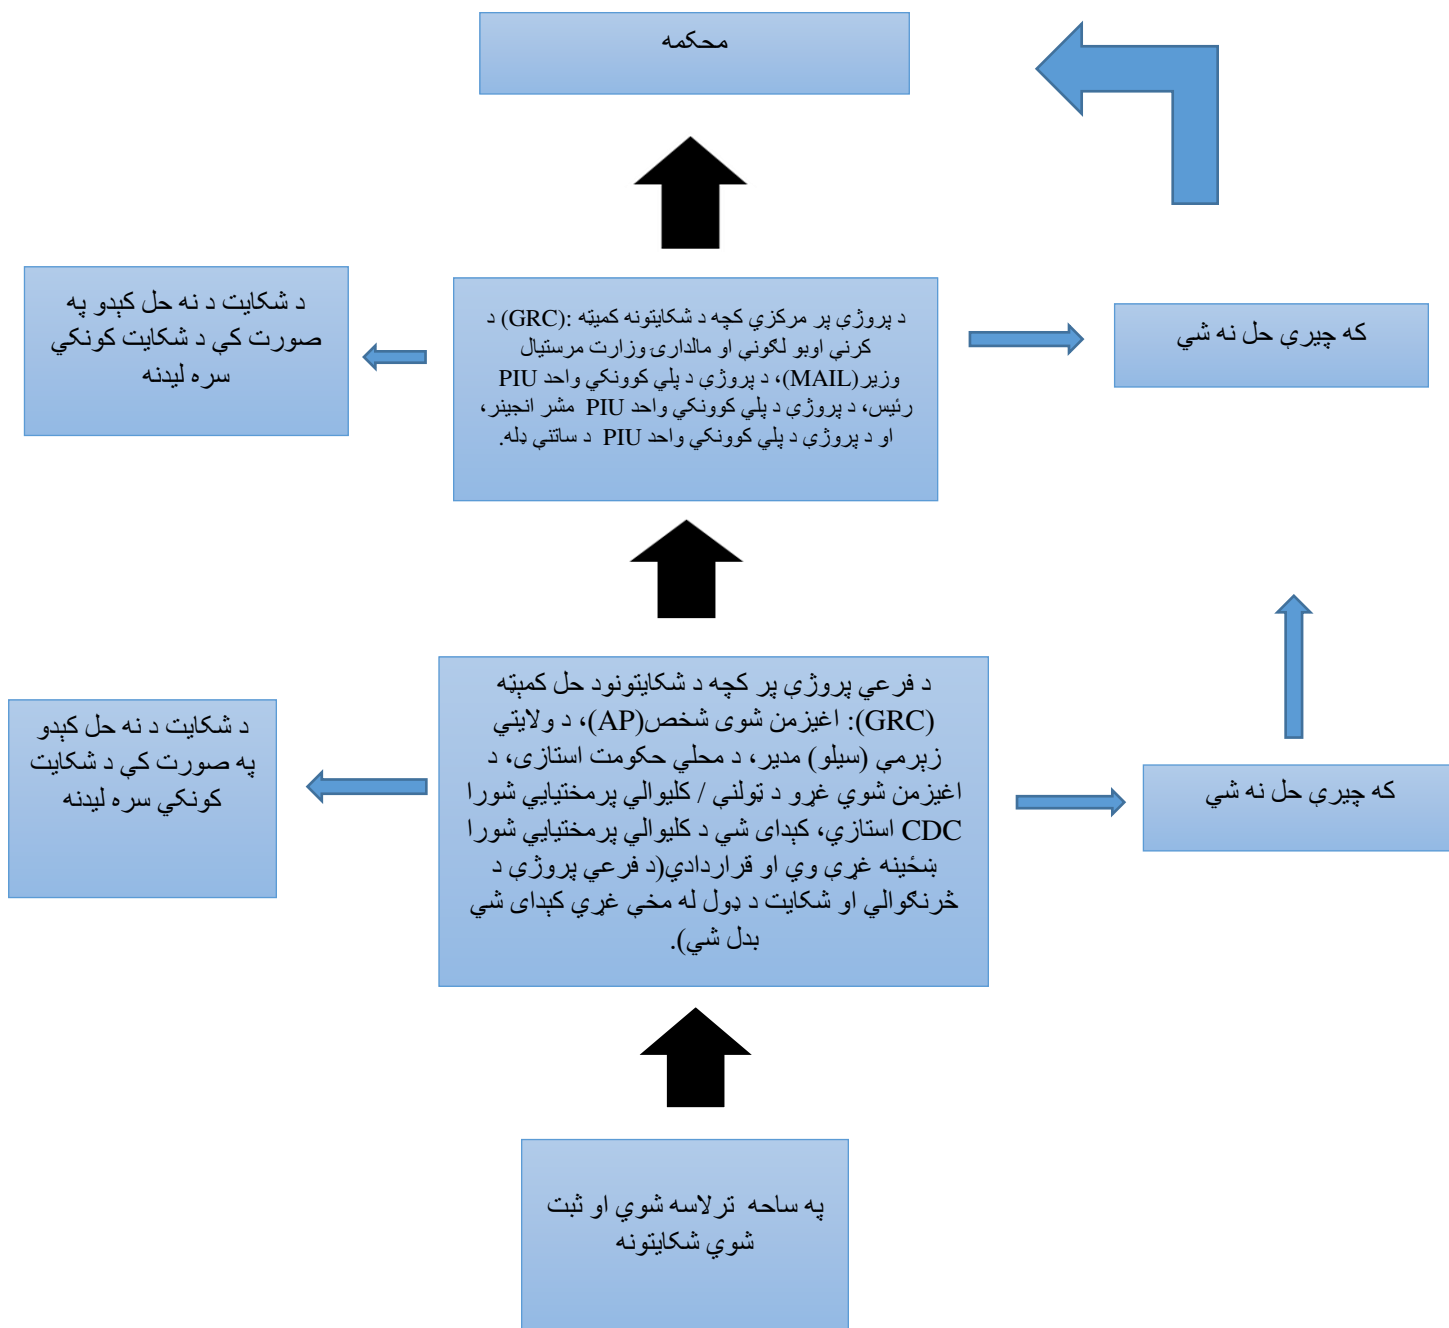 محکمه
د شکایت د نه حل کېدو په
صورت کې د شکایت کونکي
سره لیدنه
د پروژې پر مرکزي کچه د شکایتونه کمیټه :(GRC) د
کرنې اوبو لګونې او مالدارۍ وزارت مرستیال
وزیر(MAIL)، د پروژې د پلي کوونکي واحد PIU
رئیس، د پروژې د پلي کوونکي واحد PIU مشر انجینر،
او د پروژې د پلي کوونکي واحد PIU د ساتنې ډله.
که چیرې حل نه شي
د شکایت د نه حل کېدو
په صورت کې د شکایت
کونکي سره لیدنه
د فرعي پروژې پر کچه د شکایتونود حل کمېټه
(GRC): اغیزمن شوی شخص(AP)، د ولایتي
زېرمې (سیلو) مدیر، د محلي حکومت استازی، د
اغیزمن شوي غړو د ټولنې / کلیوالي پرمختیایي شورا
CDC استازي، کېدای شي د کلیوالي پرمختیایي شورا
ښځینه غړې وي او قراردادي(د فرعي پروژې د
څرنګوالي او شکایت د ډول له مخې غړي کېدای شي
بدل شي).
که چیرې حل نه شي
په ساحه ترلاسه شوي او ثبت
شوي شکایتونه